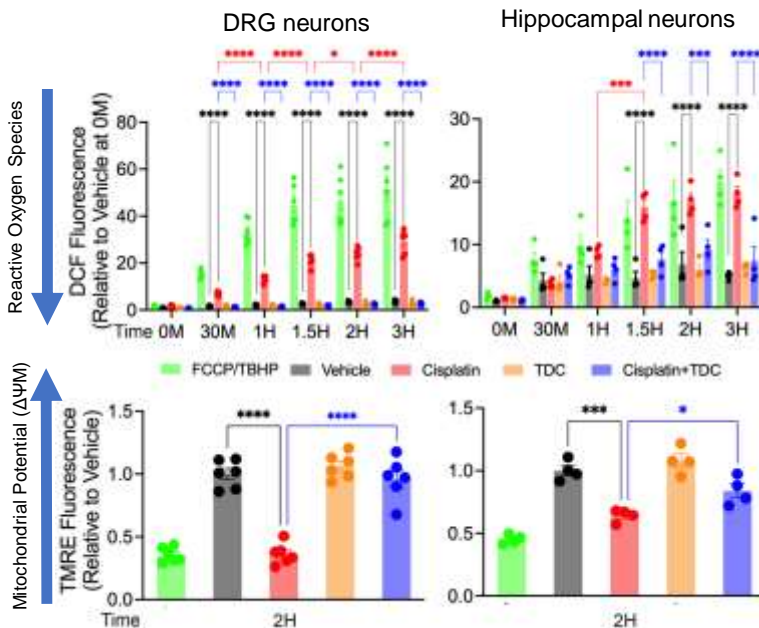 DRG neurons
Hippocampal neurons
**** **** * ****
**** **** **** **** ****
**** **** **** **** ****
**** *** ****
***
**** **** ****
Reactive Oxygen Species
DCF Fluorescence
(Relative to Vehicle at 0M)
80
60
40
20
0
30
20
10
0
Time 0M 30M 1H 1.5H 2H 3H
0M 30M 1H 1.5H 2H 3H
FCCP/TBHP Vehicle Cisplatin TDC Cisplatin+TDC
Mitochondrial Potential (ΔΨM)
TMRE Fluorescence
(Relative to Vehicle)
1.5
1.0
0.5
0.0
**** ****
1.5
1.0
0.5
0.0
*** *
Time 2H
2H